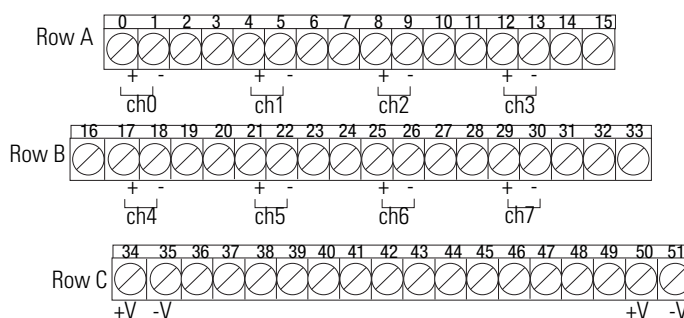 0 1 2 3 4 5 6 7 8 9 10 11 12 13 14 15
Row A
+ - + - + - + -
ch0 ch1 ch2 ch3
16 17 18 19 20 21 22 23 24 25 26 27 28 29 30 31 32 33
Row B
+ - + - + - + -
ch4 ch5 ch6 ch7
34 35 36 37 38 39 40 41 42 43 44 45 46 47 48 49 50 51
Row C
+V -V +V -V